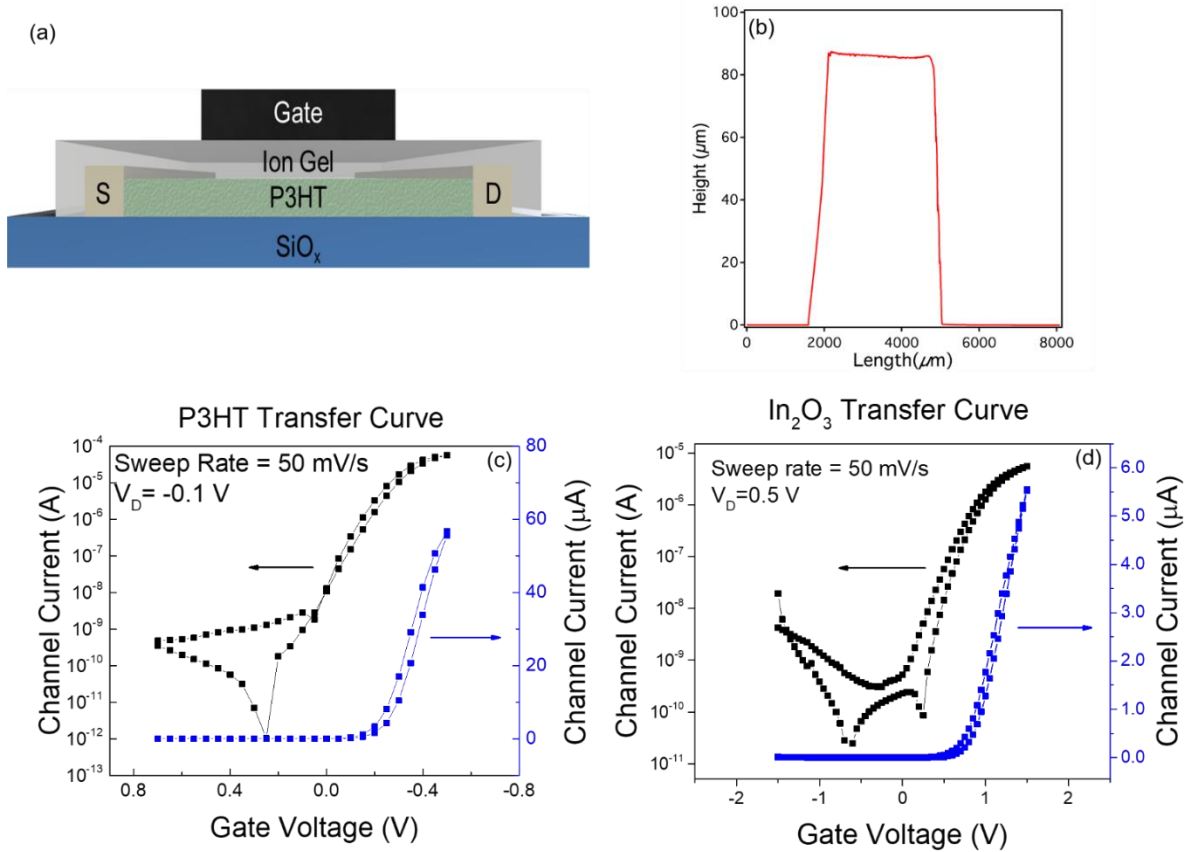 (a)
Gate
Ion Gel
S
P3HT
D
SiOₓ
(b)
100
80
60
40
20
0
Height (μm)
0 2000 4000 6000 8000
Length(μm)
P3HT Transfer Curve
(c)
Sweep Rate = 50 mV/s
V_D= -0.1 V
10⁻⁴
10⁻⁵
10⁻⁶
10⁻⁷
10⁻⁸
10⁻⁹
10⁻¹⁰
10⁻¹¹
10⁻¹²
10⁻¹³
Channel Current (A)
80
60
40
20
0
Channel Current (μA)
0.8 0.4 0.0 -0.4 -0.8
Gate Voltage (V)
In₂O₃ Transfer Curve
(d)
Sweep rate = 50 mV/s
V_D=0.5 V
10⁻⁵
10⁻⁶
10⁻⁷
10⁻⁸
10⁻⁹
10⁻¹⁰
10⁻¹¹
Channel Current (A)
6.0
5.0
4.0
3.0
2.0
1.0
0.0
Channel Current (μA)
-2 -1 0 1 2
Gate Voltage (V)